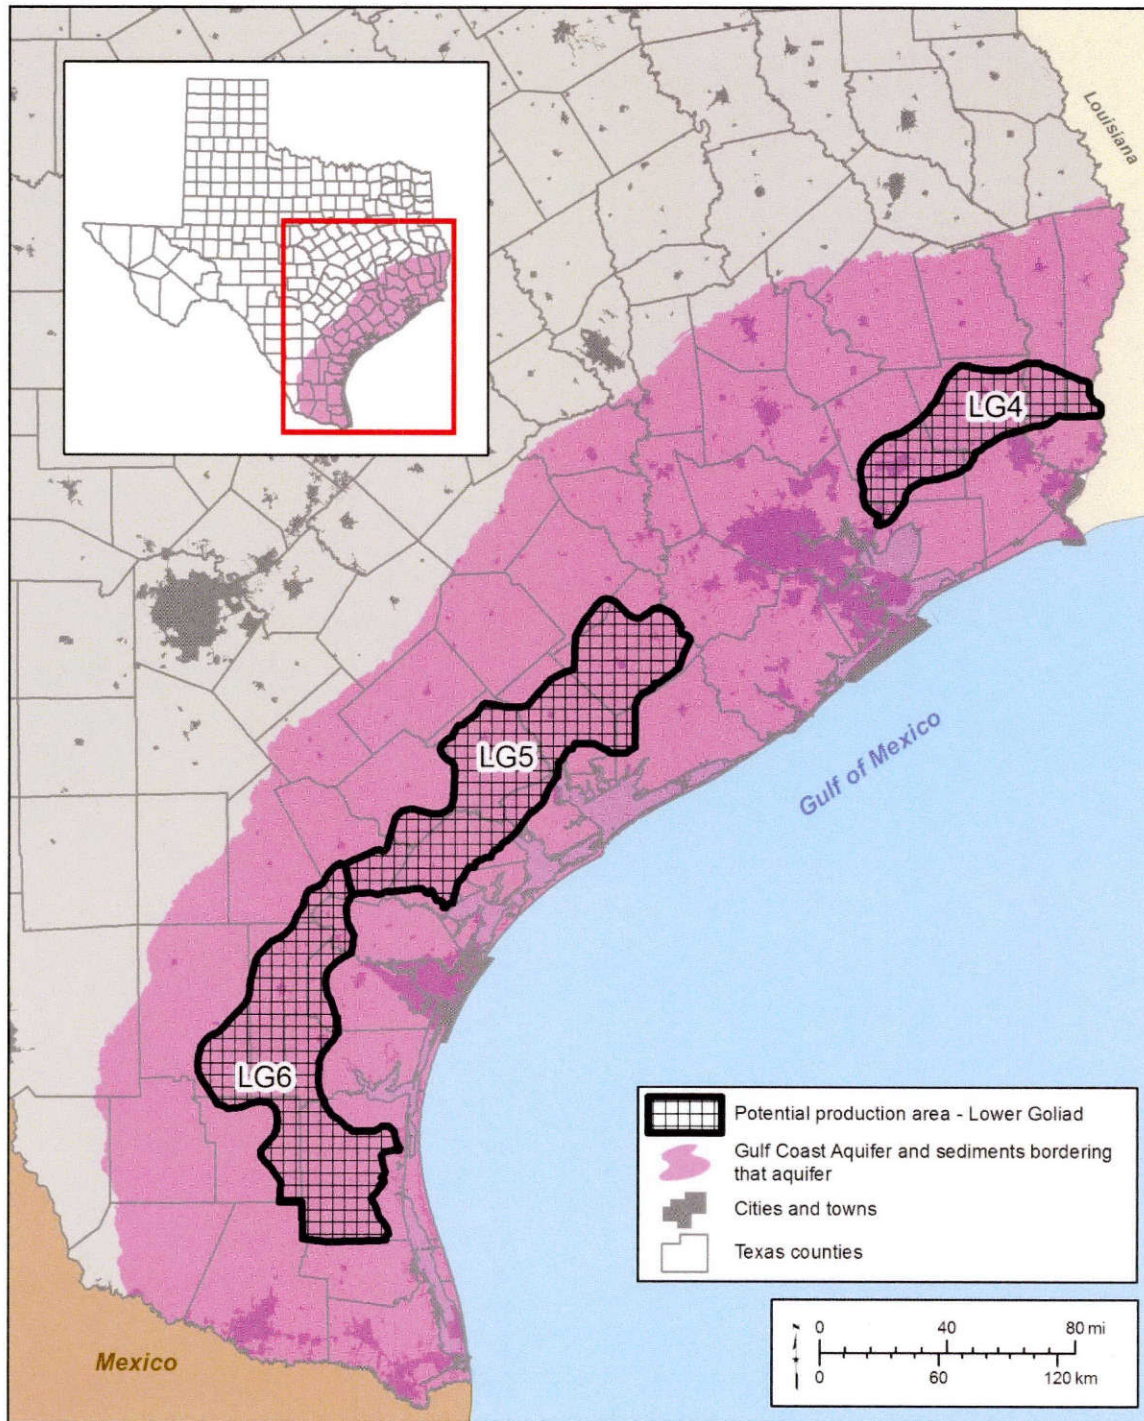 Louisiana
LG4
LG5
Gulf of Mexico
LG6
Potential production area - Lower Goliad
Gulf Coast Aquifer and sediments bordering
that aquifer
Cities and towns
Texas counties
0 40 80 mi
0 60 120 km
Mexico